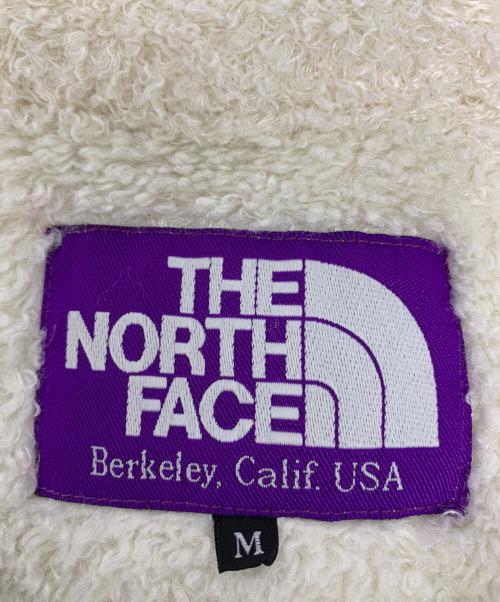 THE
NORTH
FACE
Berkeley, Calif. USA
M